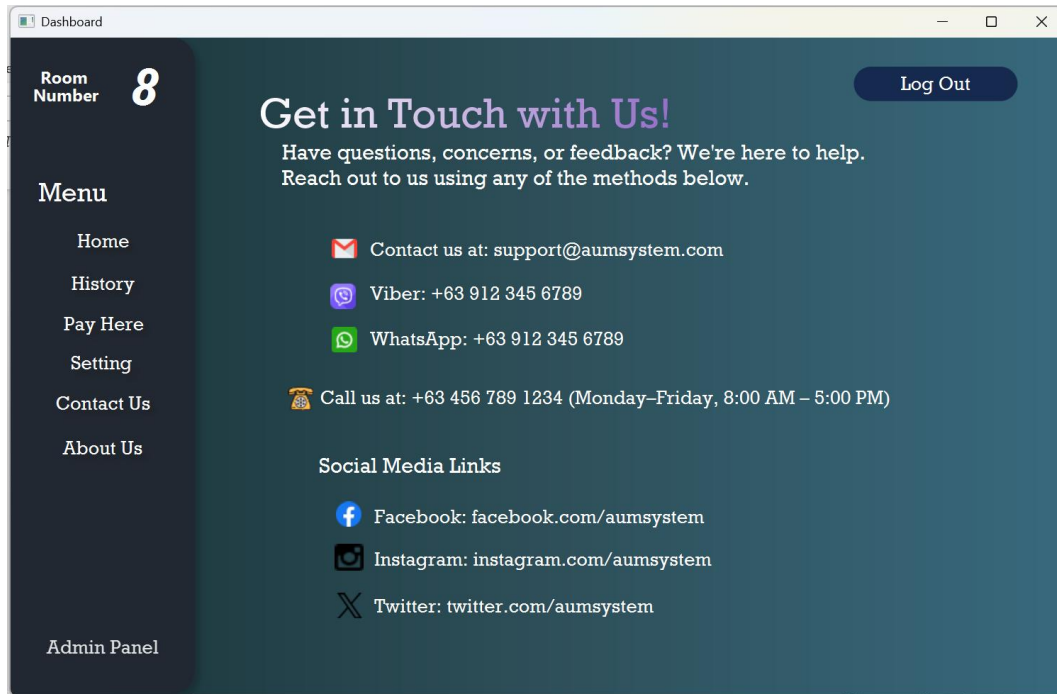 Dashboard
Room
Number 8
Log Out
Get in Touch with Us!
Have questions, concerns, or feedback? We're here to help.
Reach out to us using any of the methods below.
Menu
Home
History
Pay Here
Setting
Contact Us
About Us
Admin Panel
Contact us at: support@aumsystem.com
Viber: +63 912 345 6789
WhatsApp: +63 912 345 6789
Call us at: +63 456 789 1234 (Monday–Friday, 8:00 AM – 5:00 PM)
Social Media Links
Facebook: facebook.com/aumsystem
Instagram: instagram.com/aumsystem
Twitter: twitter.com/aumsystem